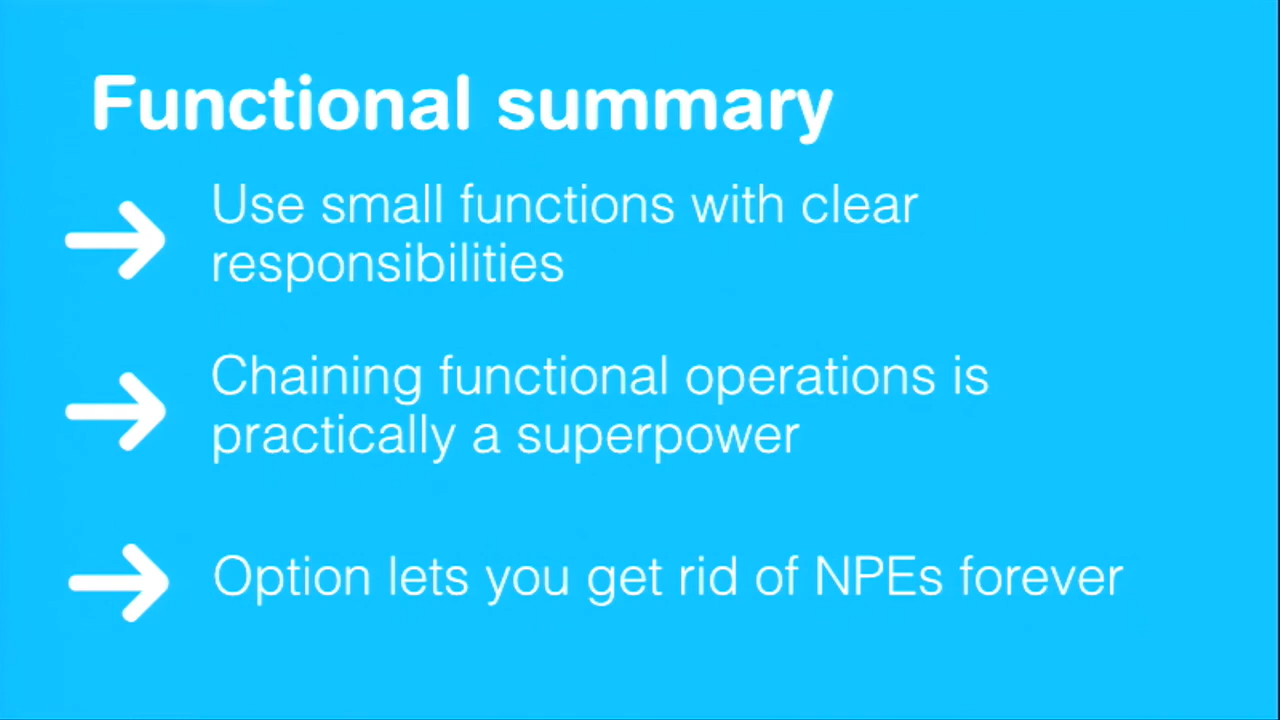 Functional summary
Use small functions with clear
responsibilities
Chaining functional operations is
practically a superpower
Option lets you get rid of NPEs forever